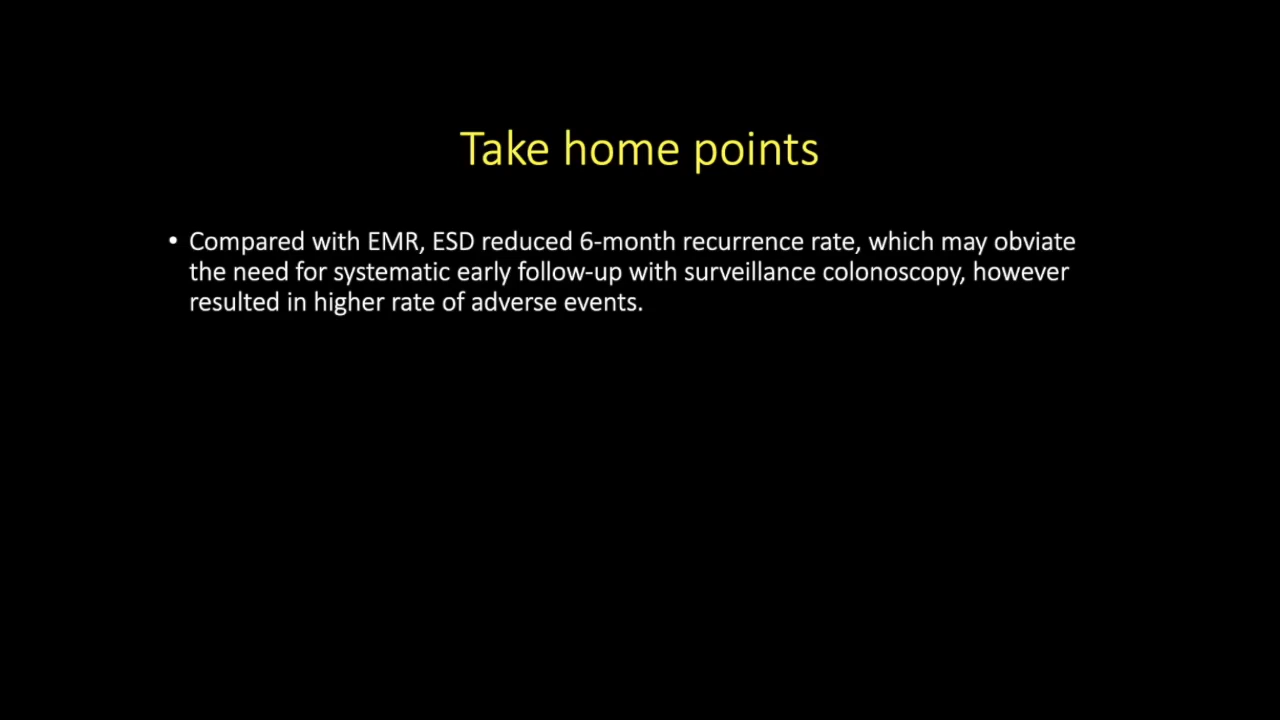 Take home points
• Compared with EMR, ESD reduced 6-month recurrence rate, which may obviate
the need for systematic early follow-up with surveillance colonoscopy, however
resulted in higher rate of adverse events.